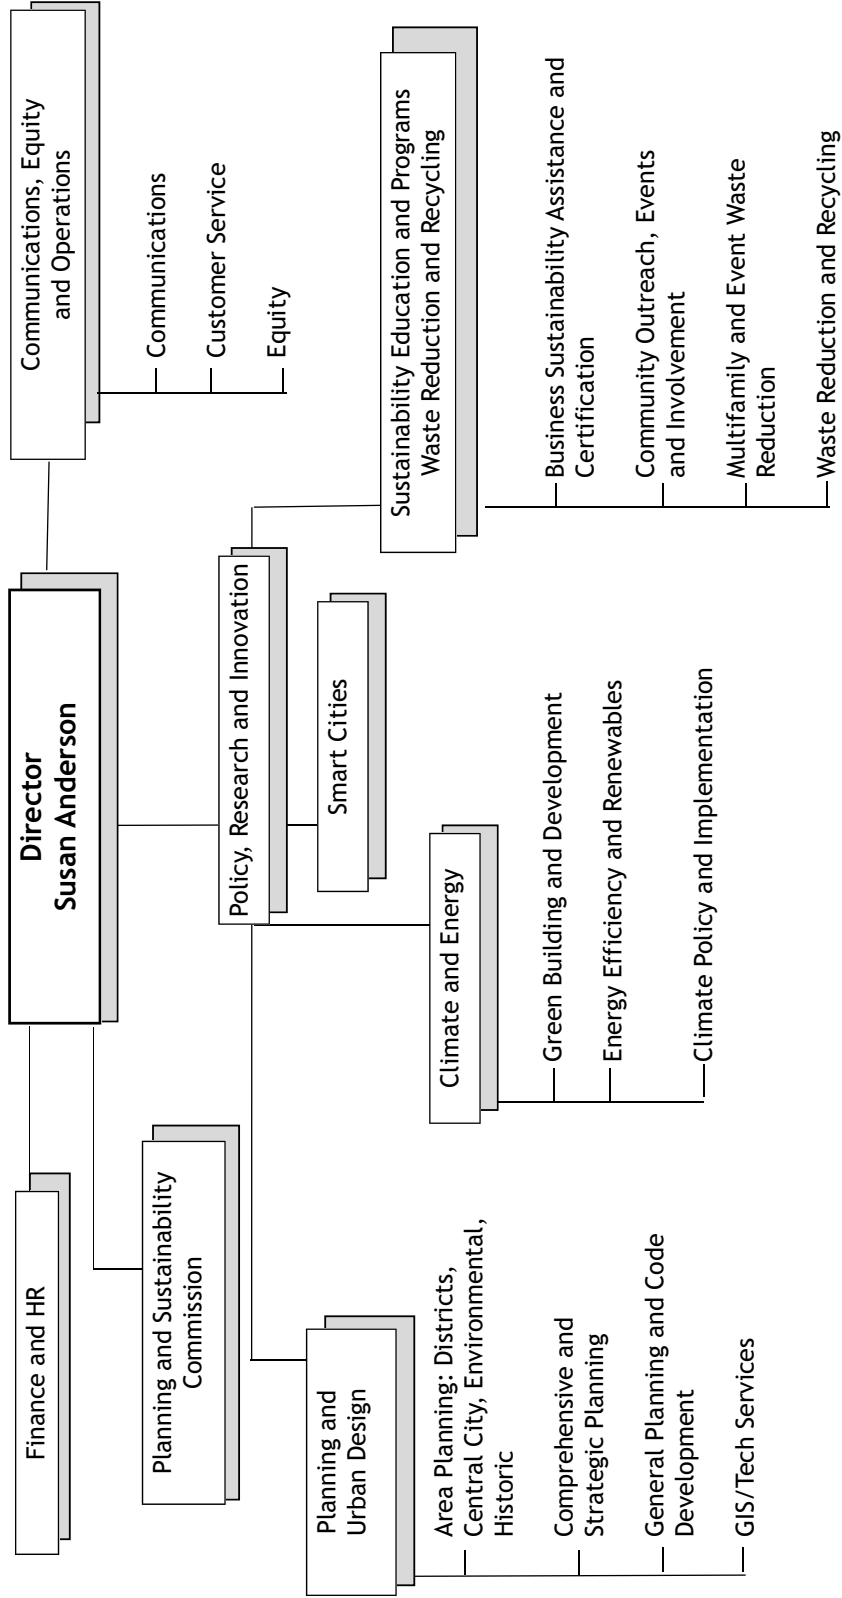 Director
Susan Anderson
Finance and HR
Communications, Equity
and Operations
Communications
Customer Service
Equity
Planning and Sustainability
Commission
Policy, Research and Innovation
Smart Cities
Planning and
Urban Design
Area Planning: Districts,
Central City, Environmental,
Historic
Comprehensive and
Strategic Planning
General Planning and Code
Development
GIS/Tech Services
Climate and Energy
Green Building and Development
Energy Efficiency and Renewables
Climate Policy and Implementation
Sustainability Education and Programs
Waste Reduction and Recycling
Business Sustainability Assistance and
Certification
Community Outreach, Events
and Involvement
Multifamily and Event Waste
Reduction
Waste Reduction and Recycling